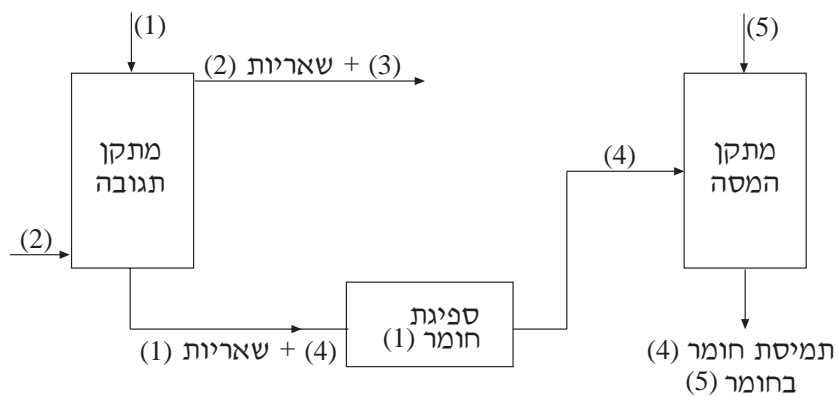 (1)
(5)
(3) + שאריות (2)
מתקן
תגובה
(4)
מתקן
המסה
(2)
ספיגת
חומר (1)
(4) + שאריות (1)
תמיסת חומר (4)
בחומר (5)